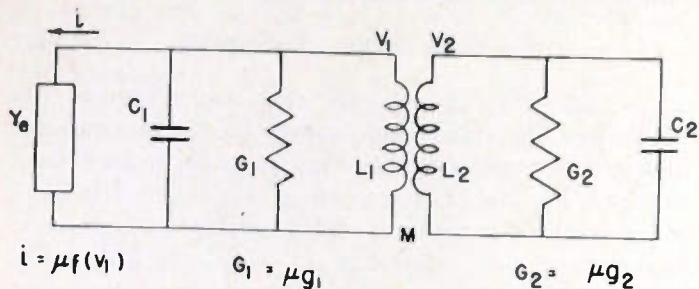 i
V₁ V₂
Yₑ C₁ G₁ L₁ L₂ G₂ C₂
M
i = μf(V₁) G₁ = μg₁ G₂ = μg₂